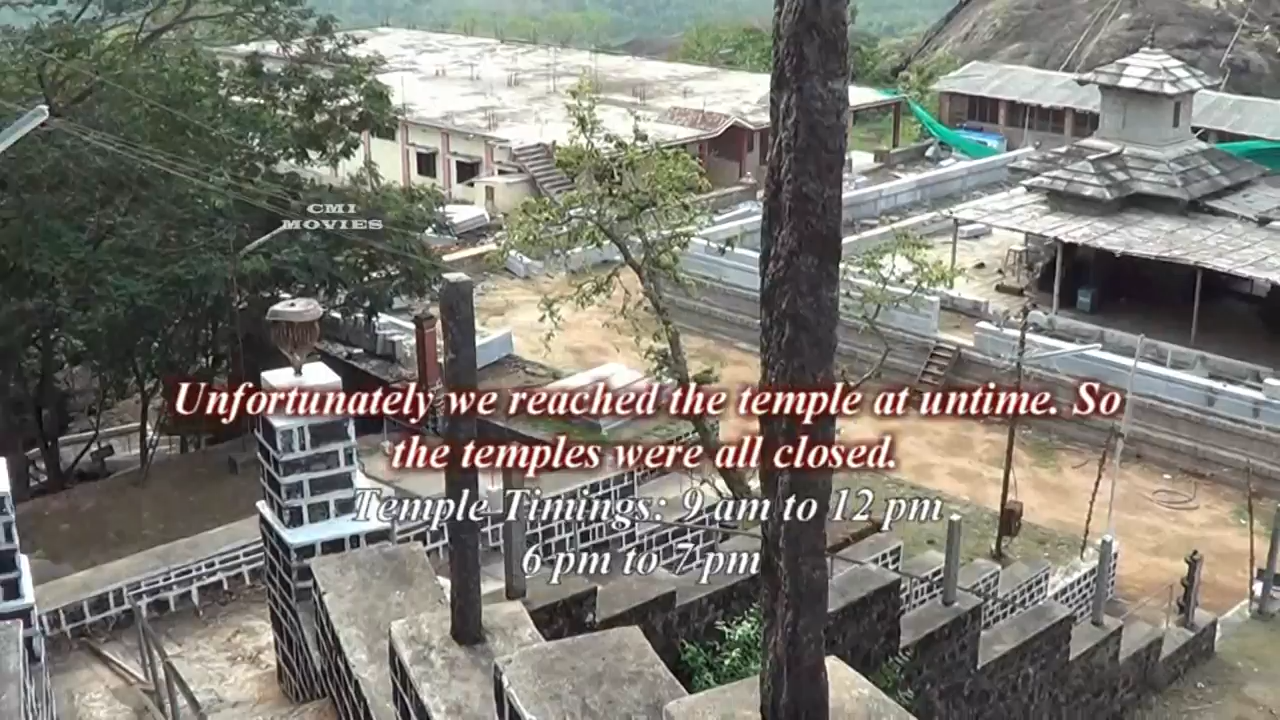 CMI
MOVIES
Unfortunately we reached the temple at untime. So
the temples were all closed.
Temple Timings: 9 am to 12 pm
6 pm to 7 pm